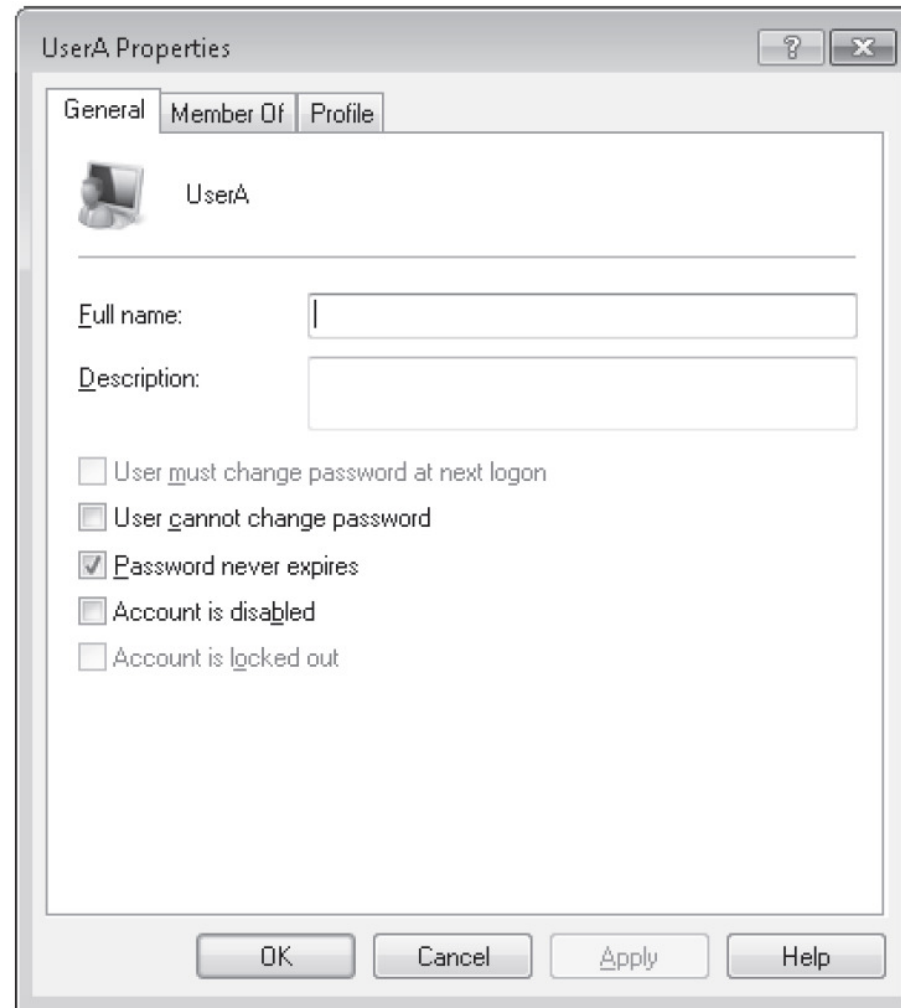 UserA Properties
General Member Of Profile
UserA
Full name:
Description:
User must change password at next logon
User cannot change password
Password never expires
Account is disabled
Account is locked out
OK Cancel Apply Help